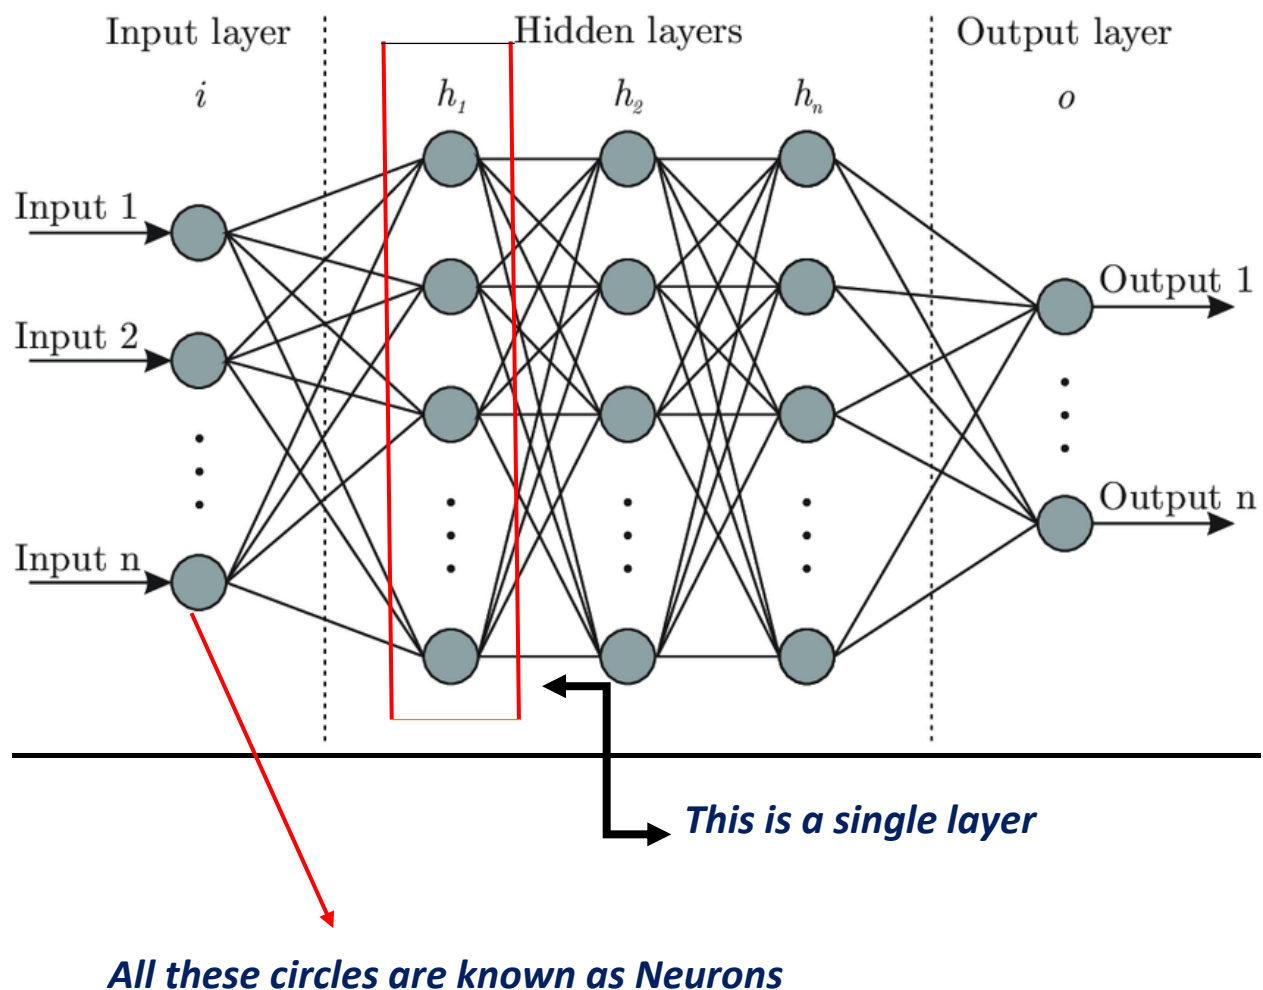 Input layer
Hidden layers
Output layer
i
h₁
h₂
hₙ
o
Input 1
Input 2
Input n
Output 1
Output n
This is a single layer
All these circles are known as Neurons